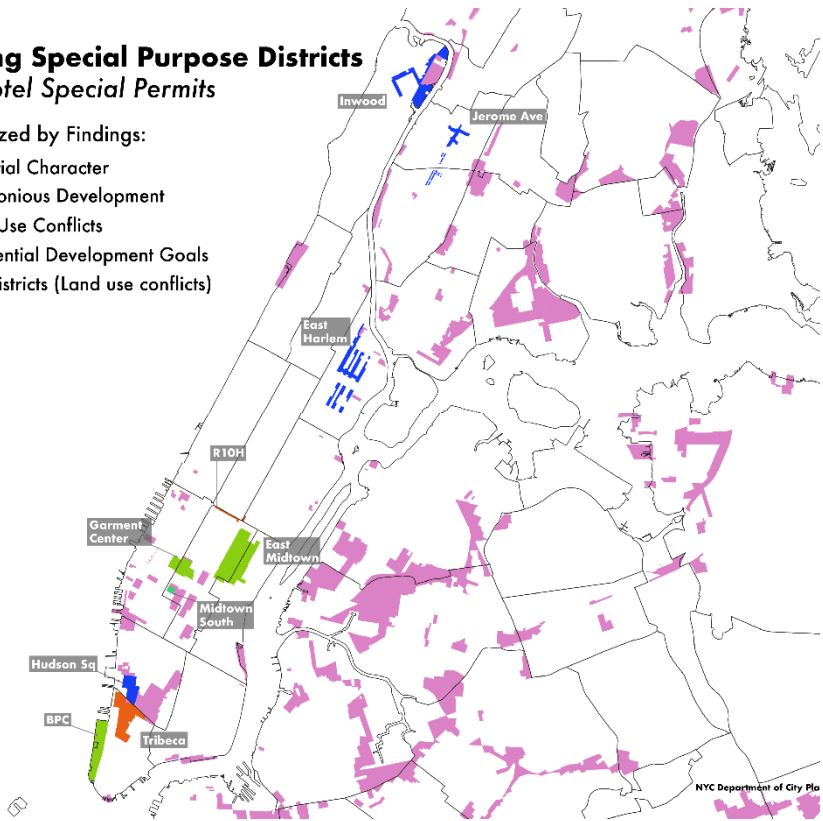 ng Special Purpose Districts
otel Special Permits
zed by Findings:
ial Character
onious Development
Use Conflicts
ential Development Goals
istricts (Land use conflicts)
Inwood
Jerome Ave
East
Harlem
R10H
Garment
Center
East
Midtown
Midtown
South
Hudson Sq
BPC
Tribeca
NYC Department of City Pla